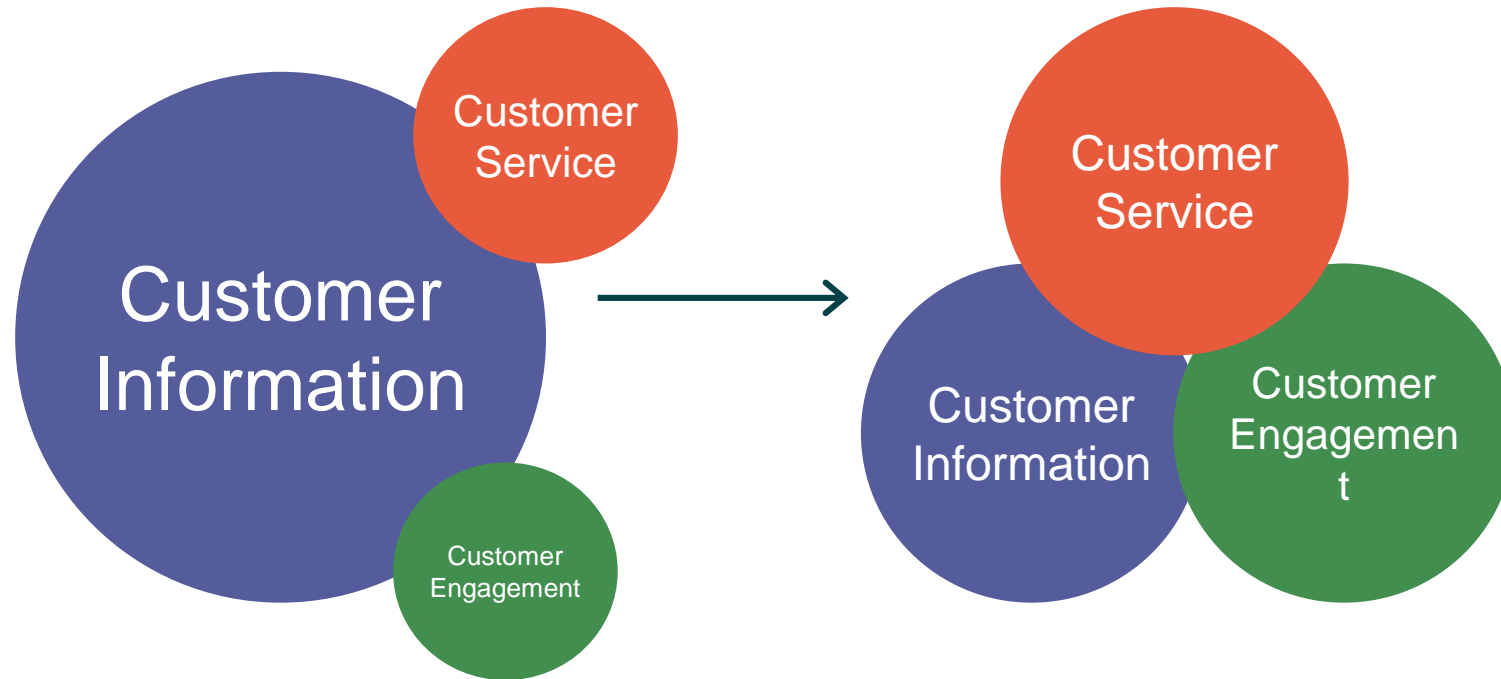 Customer
Information
Customer
Service
Customer
Engagement
Customer
Service
Customer
Information
Customer
Engagemen
t